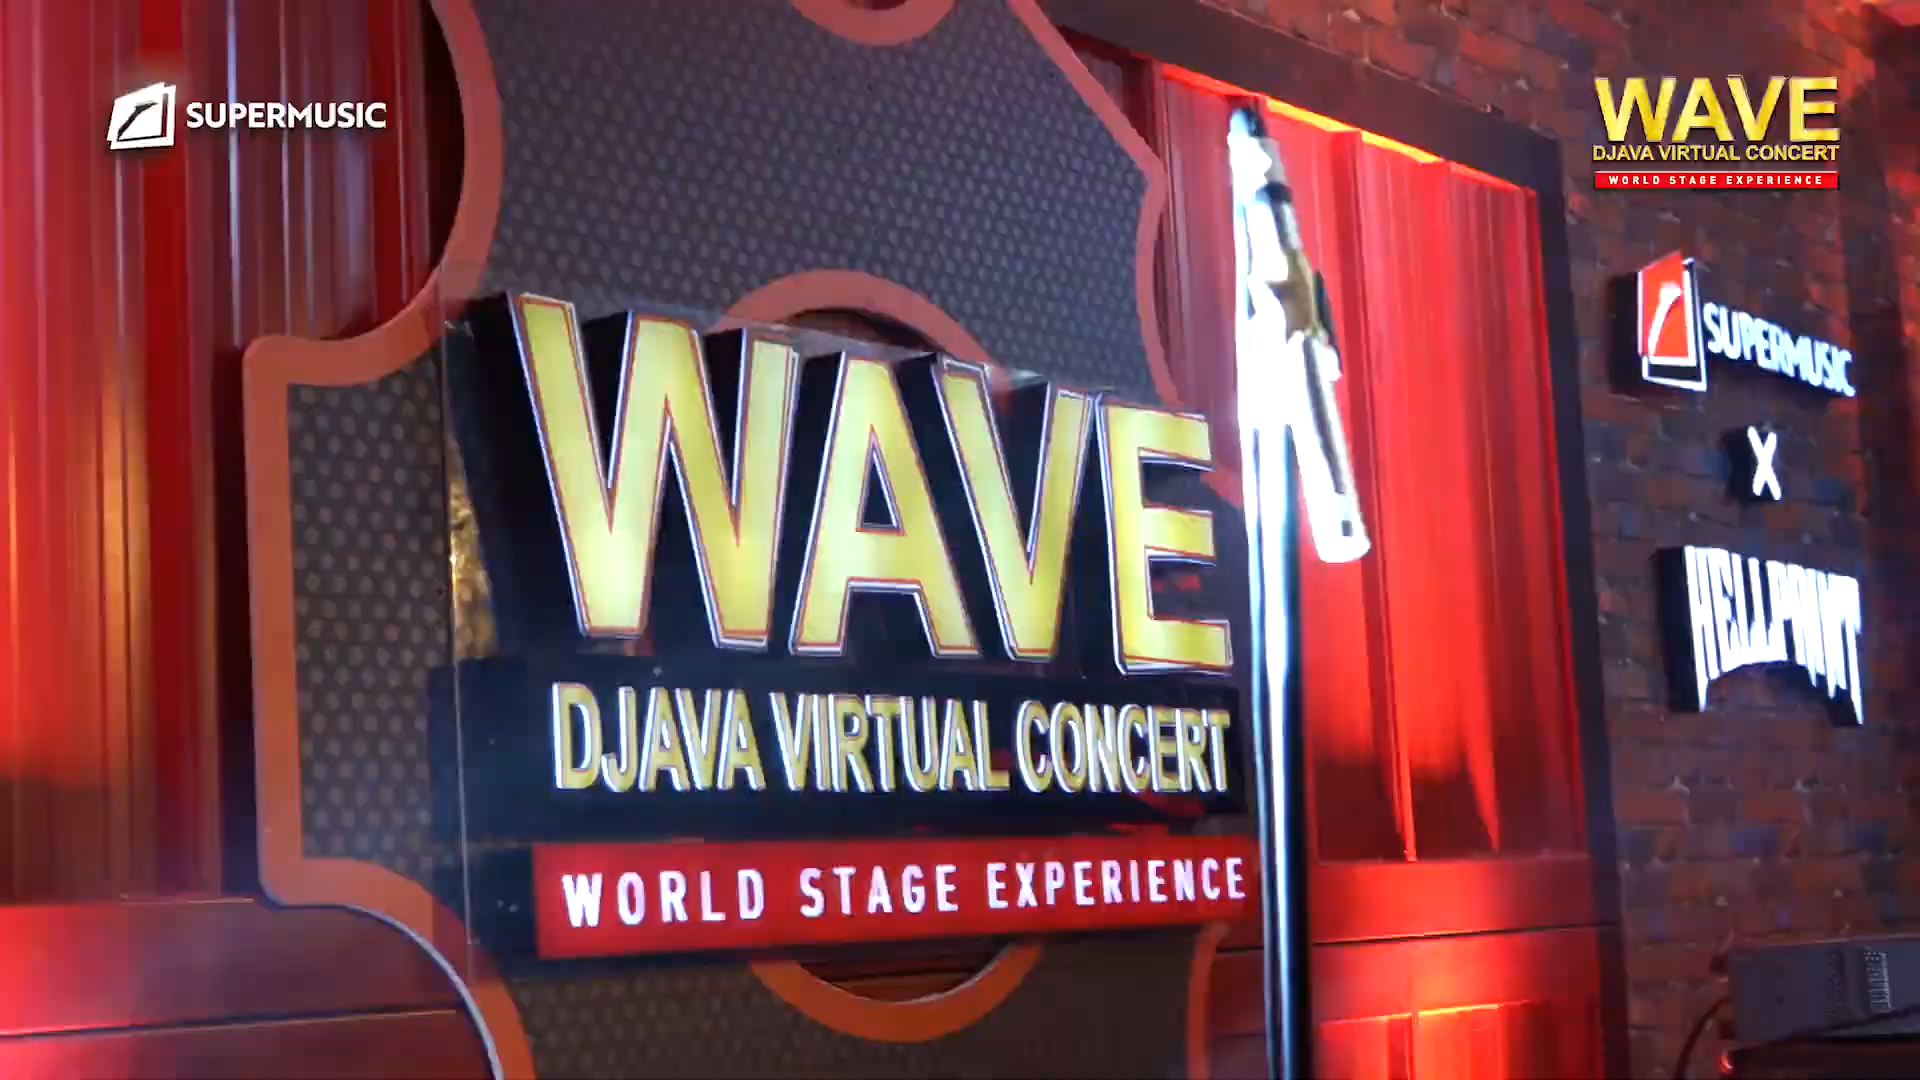 SUPERMUSIC
WAVE
DJAVA VIRTUAL CONCERT
WORLD STAGE EXPERIENCE
WAVE
DJAVA VIRTUAL CONCERT
WORLD STAGE EXPERIENCE
SUPERMUSIC
X
HELLPRINT